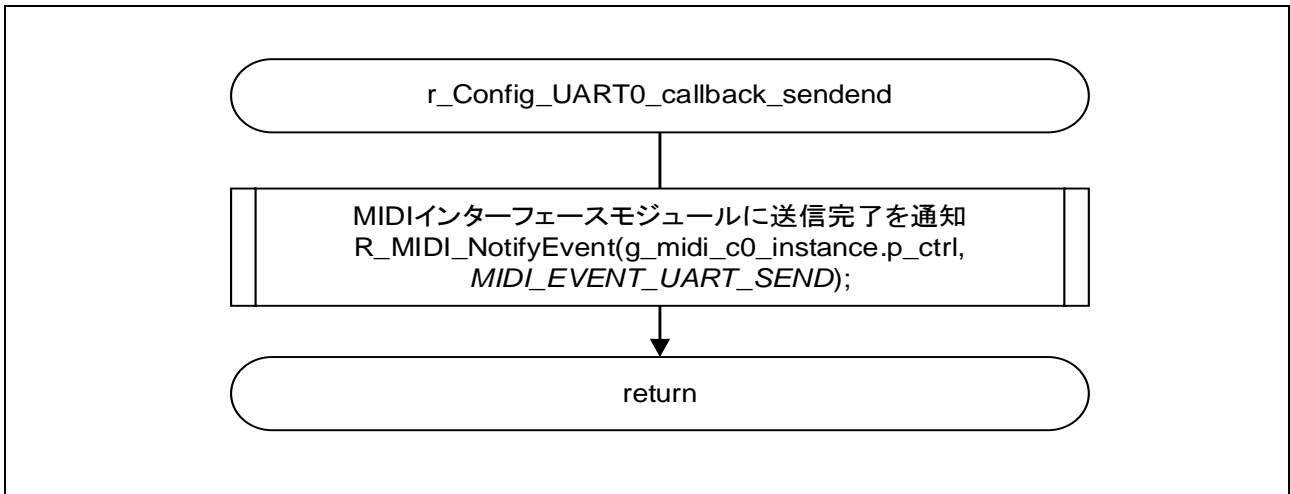 r_Config_UART0_callback_sendend
MIDIインターフェースモジュールに送信完了を通知
R_MIDI_NotifyEvent(g_midi_c0_instance.p_ctrl,
MIDI_EVENT_UART_SEND);
return